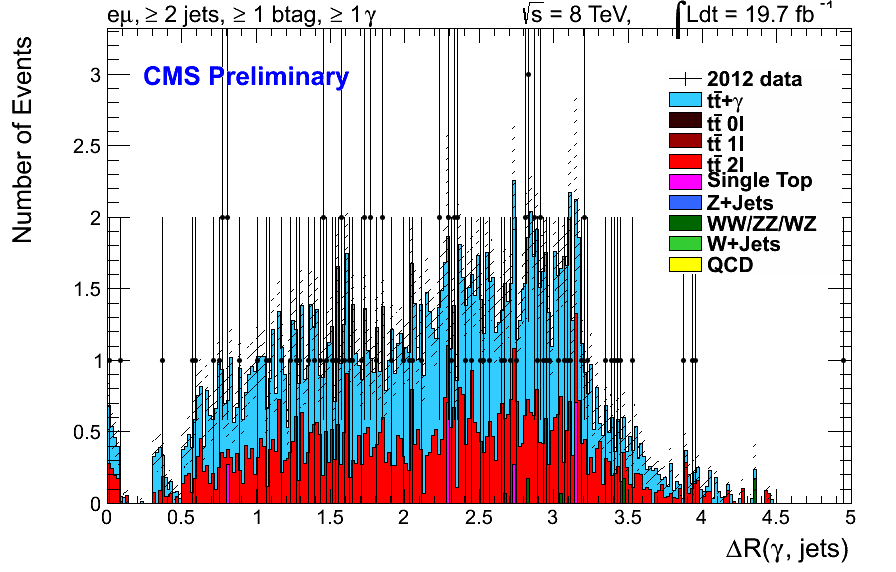 eμ, ≥ 2 jets, ≥ 1 btag, ≥ 1 γ
√s = 8 TeV, ∫Ldt = 19.7 fb⁻¹
Number of Events
CMS Preliminary
2012 data
tt̄+γ
tt̄ 0l
tt̄ 1l
tt̄ 2l
Single Top
Z+Jets
WW/ZZ/WZ
W+Jets
QCD
3
2.5
2
1.5
1
0.5
0
0 0.5 1 1.5 2 2.5 3 3.5 4 4.5 5
ΔR(γ, jets)